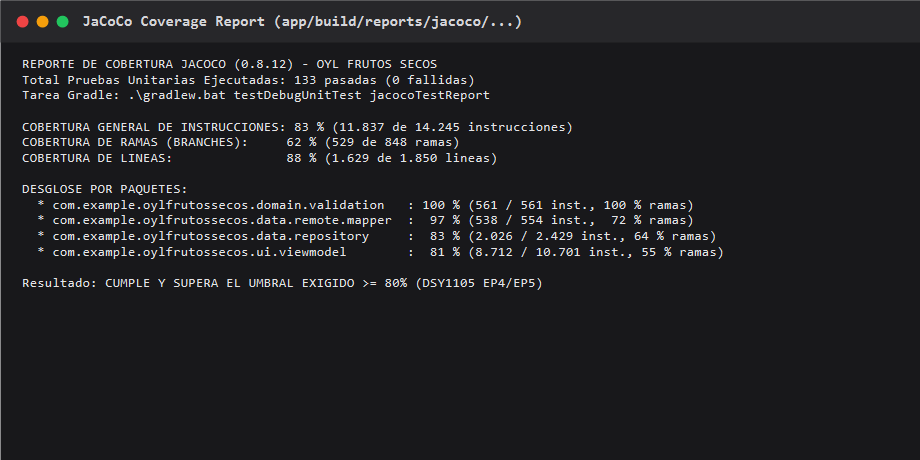 JaCoCo Coverage Report (app/build/reports/jacoco/...)
REPORTE DE COBERTURA JACOCO (0.8.12) - OYL FRUTOS SECOS
Total Pruebas Unitarias Ejecutadas: 133 pasadas (0 fallidas)
Tarea Gradle: .\gradlew.bat testDebugUnitTest jacocoTestReport
COBERTURA GENERAL DE INSTRUCCIONES: 83 % (11.837 de 14.245 instrucciones)
COBERTURA DE RAMAS (BRANCHES):     62 % (529 de 848 ramas)
COBERTURA DE LINEAS:               88 % (1.629 de 1.850 lineas)
DESGLOSE POR PAQUETES:
* com.example.oylfrutossecos.domain.validation   : 100 % (561 / 561 inst., 100 % ramas)
* com.example.oylfrutossecos.data.remote.mapper  :  97 % (538 / 554 inst.,  72 % ramas)
* com.example.oylfrutossecos.data.repository     :  83 % (2.026 / 2.429 inst., 64 % ramas)
* com.example.oylfrutossecos.ui.viewmodel        :  81 % (8.712 / 10.701 inst., 55 % ramas)
Resultado: CUMPLE Y SUPERA EL UMBRAL EXIGIDO >= 80% (DSY1105 EP4/EP5)